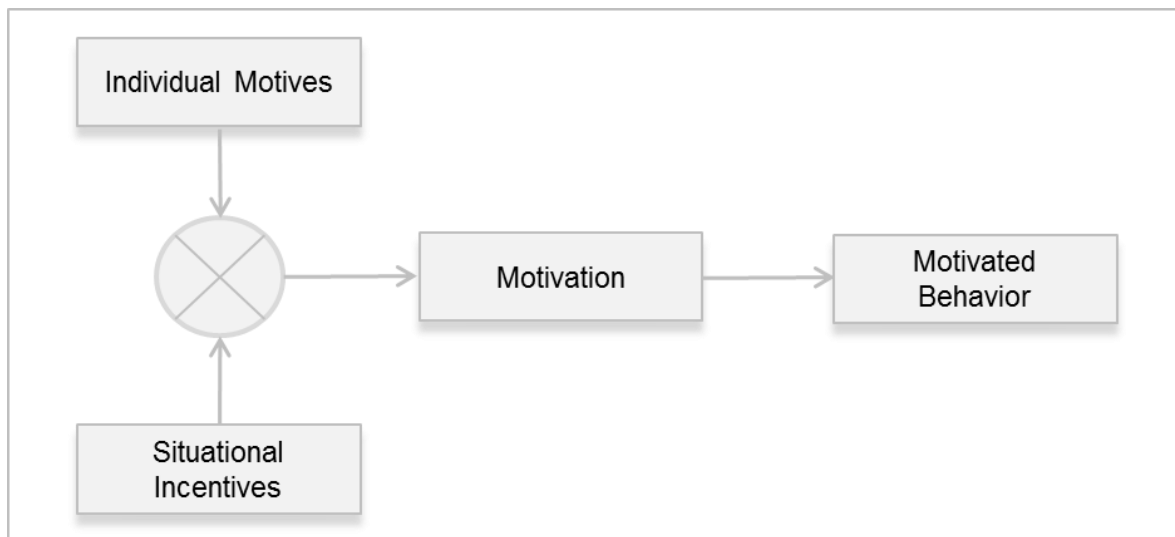 Individual Motives
Motivation
Motivated
Behavior
Situational
Incentives